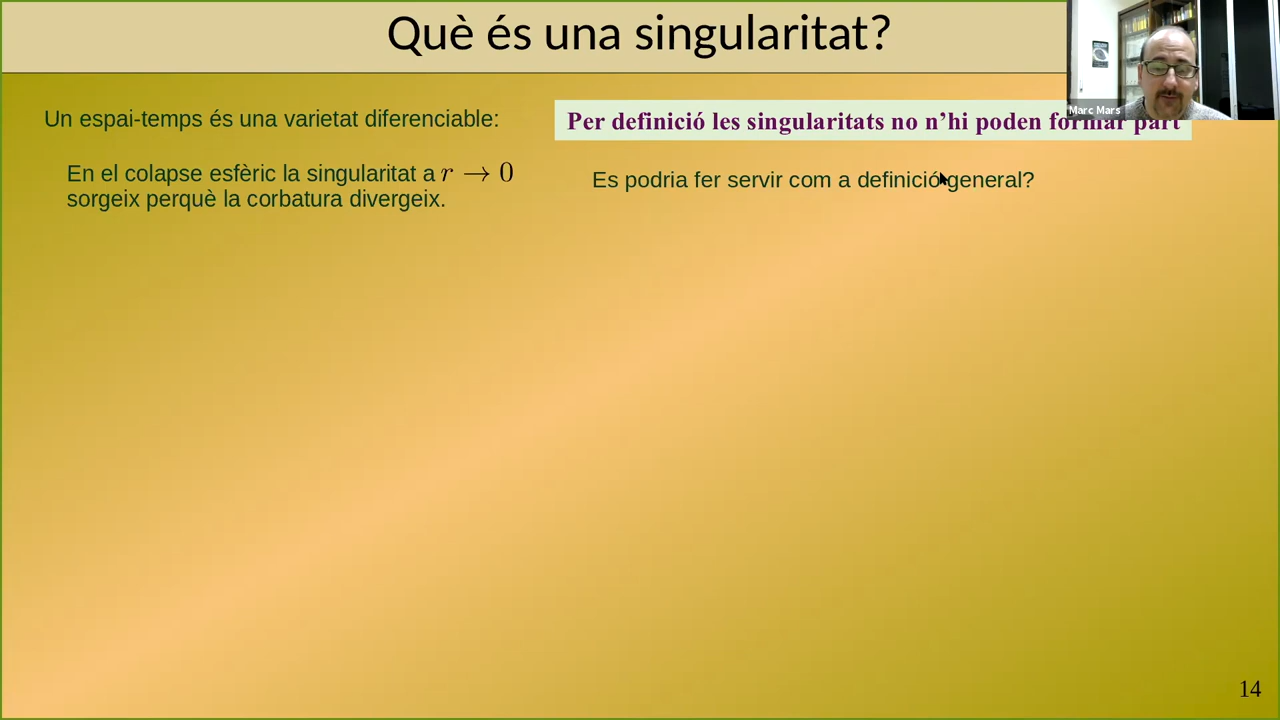 Què és una singularitat?
Marc Mars
Un espai-temps és una varietat diferenciable:
Per definició les singularitats no n’hi poden formar part
En el colapse esfèric la singularitat a r → 0
sorgeix perquè la corbatura divergeix.
Es podria fer servir com a definició general?
14